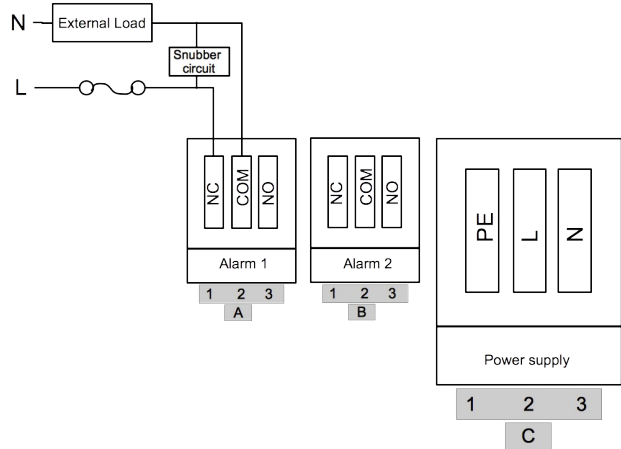 N
External Load
Snubber
circuit
L
NC
COM
NO
NC
COM
NO
PE
L
N
Alarm 1
Alarm 2
Power supply
1 2 3
1 2 3
A
B
1 2 3
C